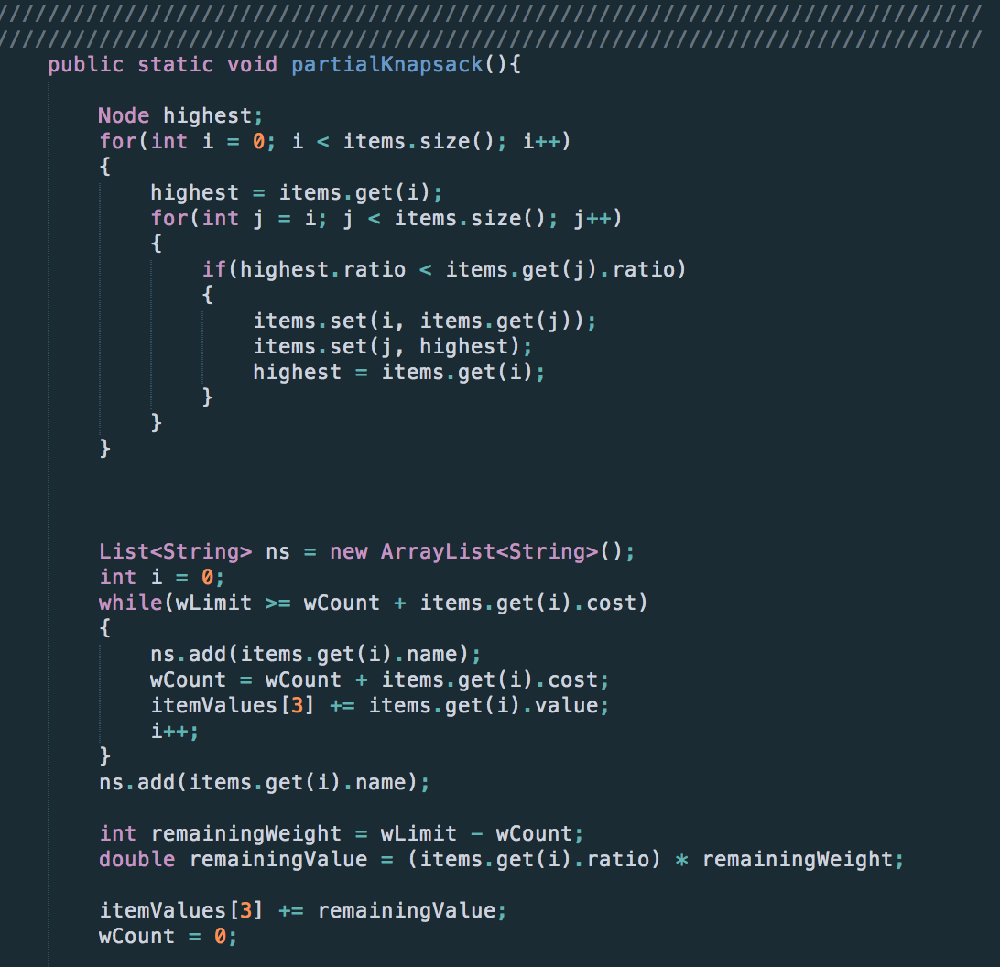 /////////////////////////////////////////////////////////////////////////////
/////////////////////////////////////////////////////////////////////////////
    public static void partialKnapsack(){

        Node highest;
        for(int i = 0; i < items.size(); i++)
        {
            highest = items.get(i);
            for(int j = i; j < items.size(); j++)
            {
                if(highest.ratio < items.get(j).ratio)
                {
                    items.set(i, items.get(j));
                    items.set(j, highest);
                    highest = items.get(i);
                }
            }
        }

        List<String> ns = new ArrayList<String>();
        int i = 0;
        while(wLimit >= wCount + items.get(i).cost)
        {
            ns.add(items.get(i).name);
            wCount = wCount + items.get(i).cost;
            itemValues[3] += items.get(i).value;
            i++;
        }
        ns.add(items.get(i).name);

        int remainingWeight = wLimit - wCount;
        double remainingValue = (items.get(i).ratio) * remainingWeight;

        itemValues[3] += remainingValue;
        wCount = 0;